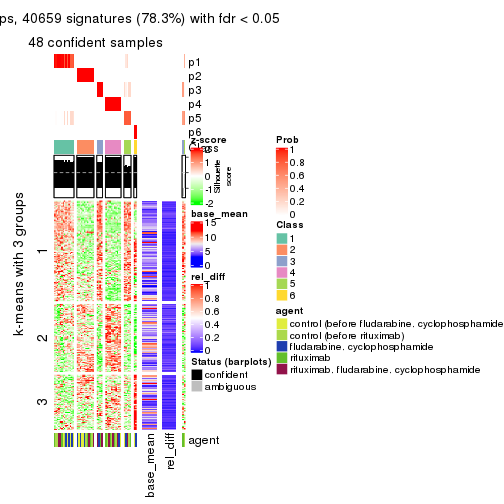 ps, 40659 signatures (78.3%) with fdr < 0.05
48 confident samples
p1
p2
p3
p4
p5
p6
Class
Silhouette
score
k-means with 3 groups
1
2
3
agent
base_mean
rel_diff
z-score
2
1
0
-1
-2
base_mean
15
10
5
0
rel_diff
1
0.8
0.6
0.4
0.2
0
Status (barplots)
confident
ambiguous
Prob
1
0.8
0.6
0.4
0.2
0
Class
1
2
3
4
5
6
agent
control (before fludarabine. cyclophosphamide
control (before rituximab)
fludarabine. cyclophosphamide
rituximab
rituximab. fludarabine. cyclophosphamide